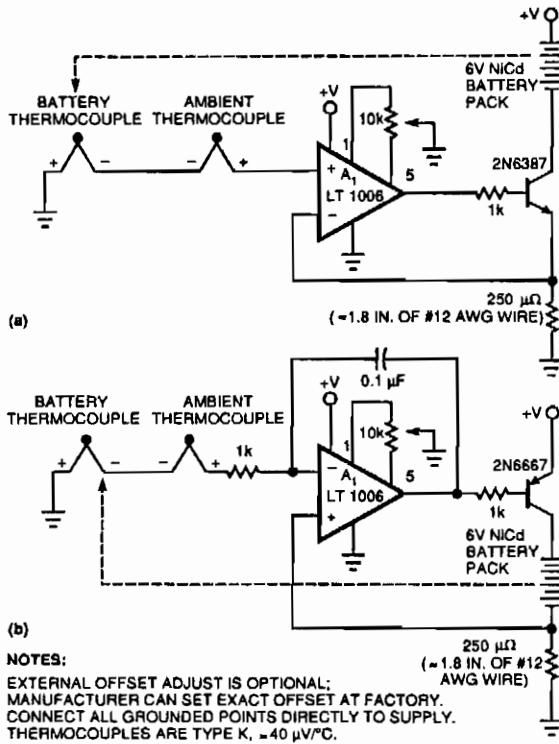 +V
6V NiCd
BATTERY
PACK
BATTERY
THERMOCOUPLE
AMBIENT
THERMOCOUPLE
+V
10k
1
+ - - +
+
A1
LT 1006
-
5
1k
2N6387
250 µΩ
(≈1.8 IN. OF #12 AWG WIRE)
(a)
0.1 µF
+V
+V
BATTERY
THERMOCOUPLE
AMBIENT
THERMOCOUPLE
10k
1
+ - - +
1k
-
A1
LT 1006
+
5
1k
2N6667
6V NiCd
BATTERY
PACK
(b)
250 µΩ
(≈1.8 IN. OF #12
AWG WIRE)
NOTES:
EXTERNAL OFFSET ADJUST IS OPTIONAL;
MANUFACTURER CAN SET EXACT OFFSET AT FACTORY.
CONNECT ALL GROUNDED POINTS DIRECTLY TO SUPPLY.
THERMOCOUPLES ARE TYPE K, ≈40 µV/°C.